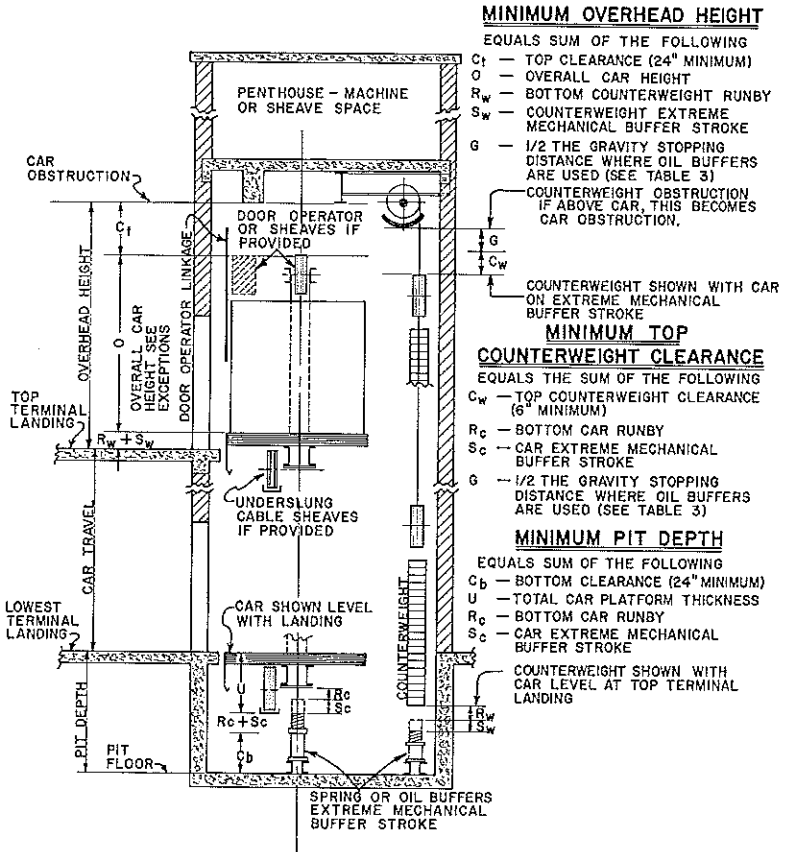 MINIMUM OVERHEAD HEIGHT
EQUALS SUM OF THE FOLLOWING
Ct — TOP CLEARANCE (24" MINIMUM)
O — OVERALL CAR HEIGHT
Rw — BOTTOM COUNTERWEIGHT RUNBY
Sw — COUNTERWEIGHT EXTREME
MECHANICAL BUFFER STROKE
G — 1/2 THE GRAVITY STOPPING
DISTANCE WHERE OIL BUFFERS
ARE USED (SEE TABLE 3)
COUNTERWEIGHT OBSTRUCTION
IF ABOVE CAR, THIS BECOMES
CAR OBSTRUCTION.
G
Cw
COUNTERWEIGHT SHOWN WITH CAR
ON EXTREME MECHANICAL
BUFFER STROKE
MINIMUM TOP
COUNTERWEIGHT CLEARANCE
EQUALS THE SUM OF THE FOLLOWING
Cw — TOP COUNTERWEIGHT CLEARANCE
(6" MINIMUM)
Rc — BOTTOM CAR RUNBY
Sc — CAR EXTREME MECHANICAL
BUFFER STROKE
G — 1/2 THE GRAVITY STOPPING
DISTANCE WHERE OIL BUFFERS
ARE USED (SEE TABLE 3)
MINIMUM PIT DEPTH
EQUALS SUM OF THE FOLLOWING
Cb — BOTTOM CLEARANCE (24" MINIMUM)
U — TOTAL CAR PLATFORM THICKNESS
Rc — BOTTOM CAR RUNBY
Sc — CAR EXTREME MECHANICAL
BUFFER STROKE
COUNTERWEIGHT SHOWN WITH
CAR LEVEL AT TOP TERMINAL
LANDING
Rw
Sw
PENTHOUSE – MACHINE
OR SHEAVE SPACE
CAR
OBSTRUCTION
DOOR OPERATOR
OR SHEAVES IF
PROVIDED
Ct
OVERHEAD HEIGHT
O
OVERALL CAR
HEIGHT SEE
EXCEPTIONS
DOOR OPERATOR LINKAGE
TOP
TERMINAL
LANDING
Rw + Sw
UNDERSLUNG
CABLE SHEAVES
IF PROVIDED
CAR TRAVEL
COUNTERWEIGHT
LOWEST
TERMINAL
LANDING
CAR SHOWN LEVEL
WITH LANDING
U
Rc
Sc
Rc + Sc
Cb
PIT DEPTH
PIT
FLOOR
SPRING OR OIL BUFFERS
EXTREME MECHANICAL
BUFFER STROKE